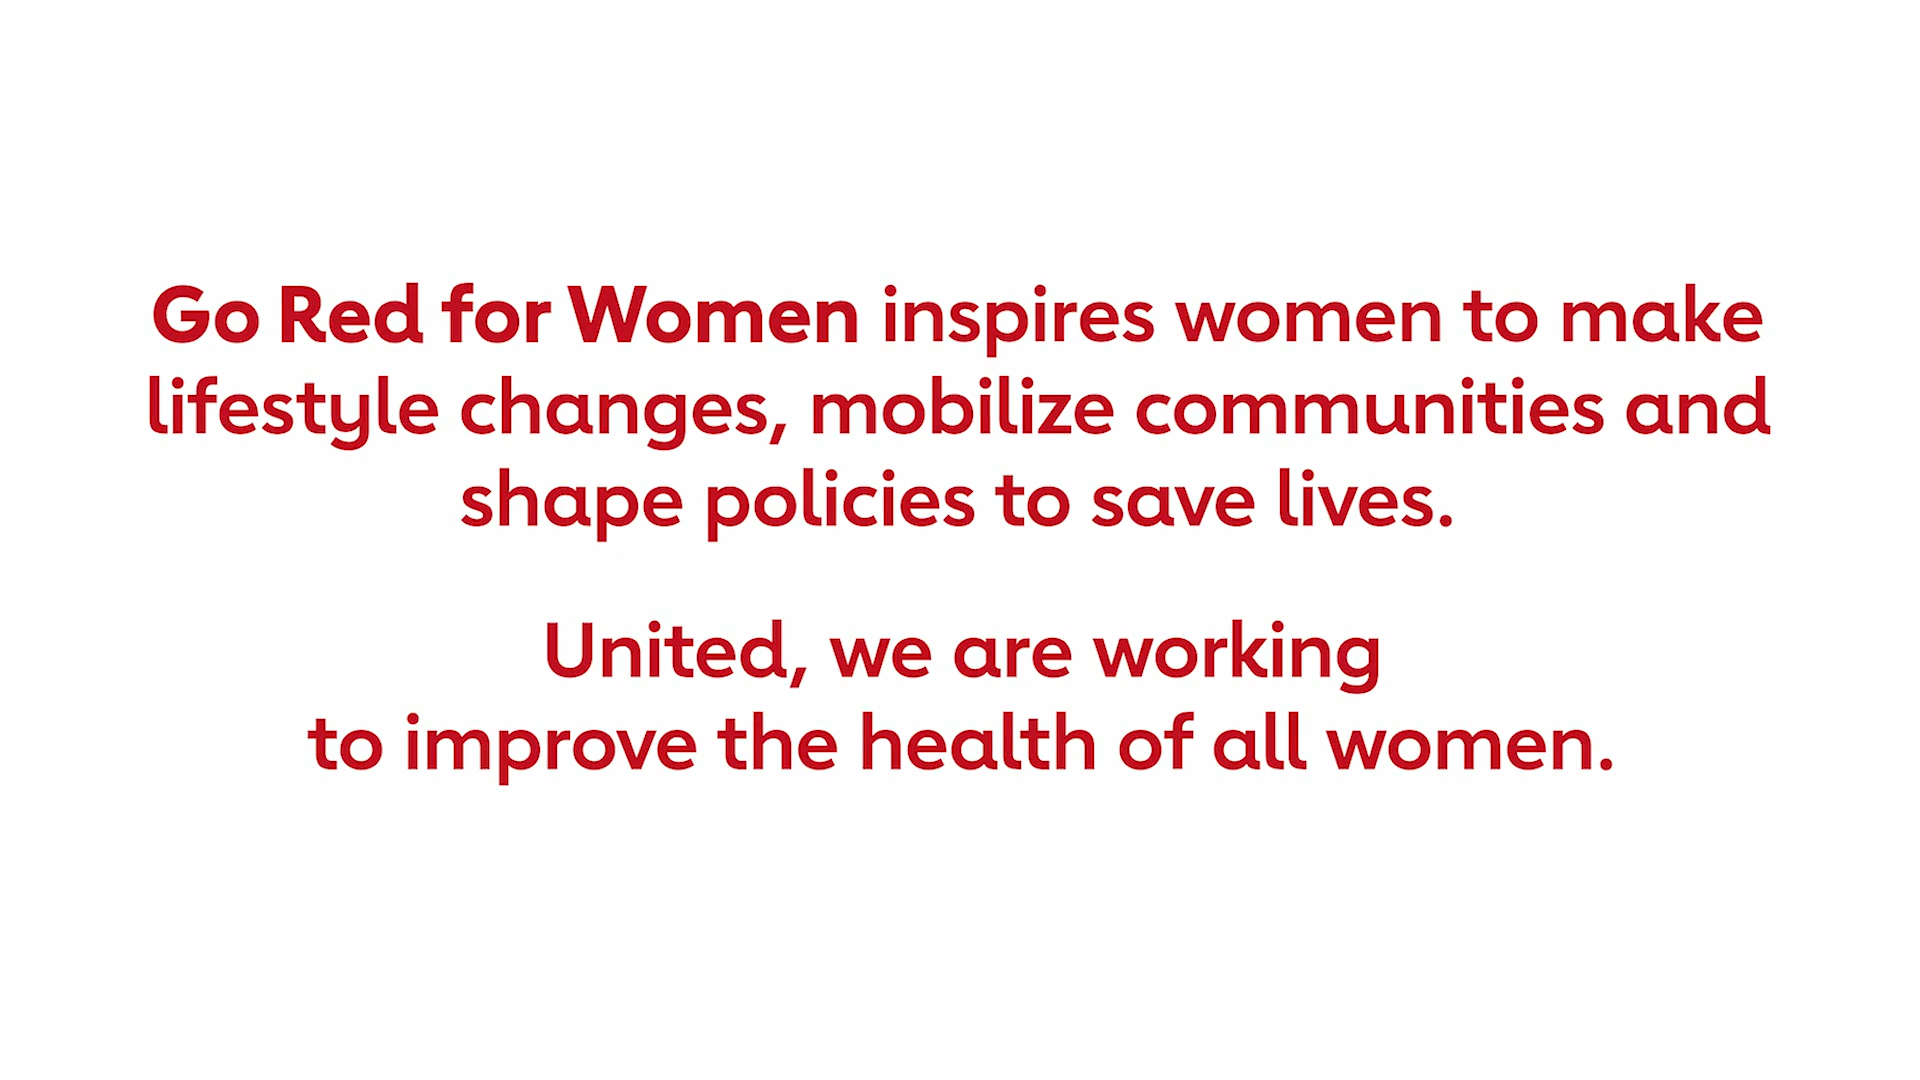 Go Red for Women inspires women to make
lifestyle changes, mobilize communities and
shape policies to save lives.
United, we are working
to improve the health of all women.